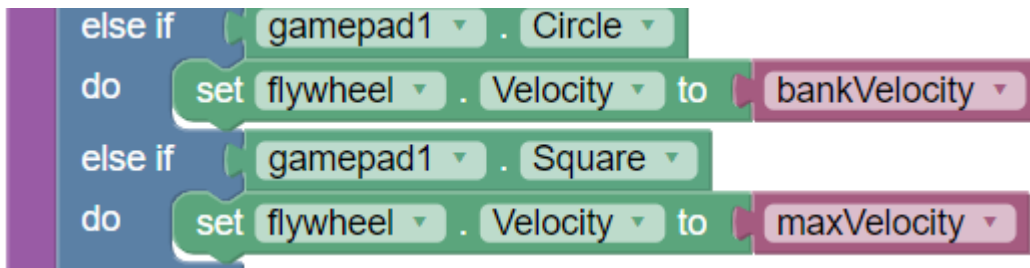 else if gamepad1 . Circle
do set flywheel . Velocity to bankVelocity
else if gamepad1 . Square
do set flywheel . Velocity to maxVelocity